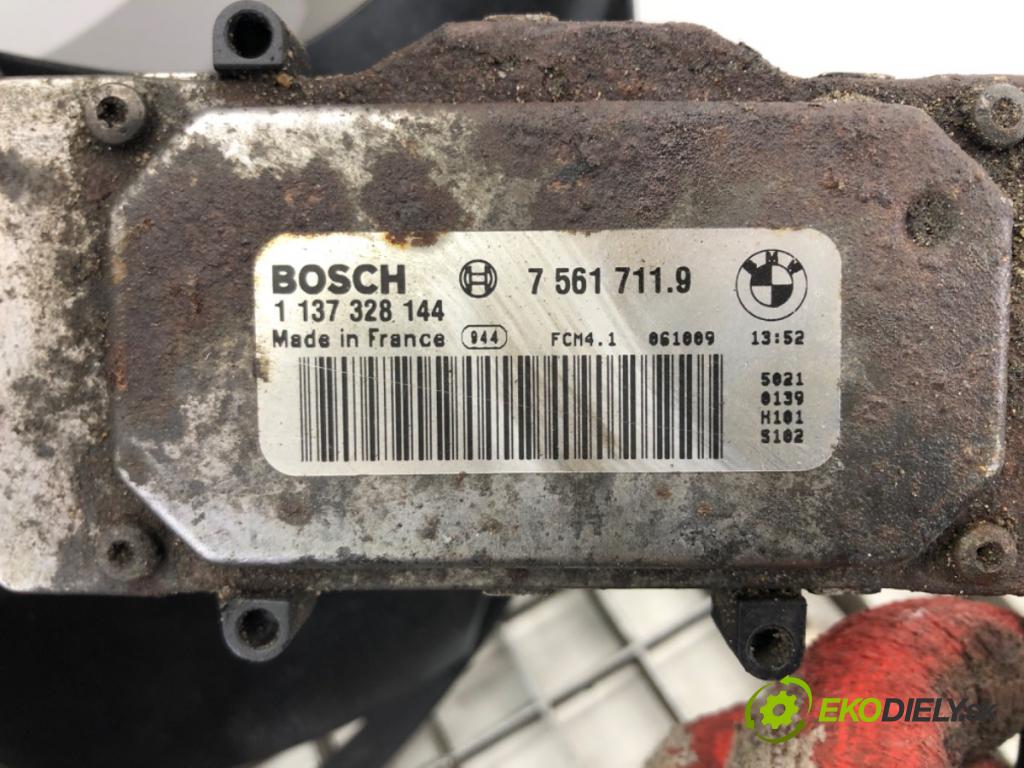 BOSCH 7 561 711.9 BMW
1 137 328 144
Made in France 944 FCM4.1 061009 13:52
5021
0139
H101
S102
EKODIELY.sk